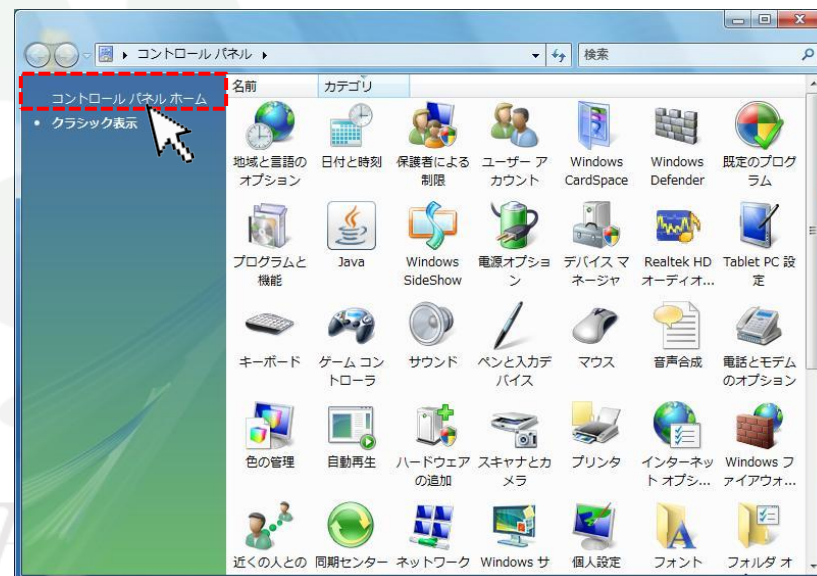 コントロール パネル
検索
コントロール パネル ホーム
クラシック表示
名前
カテゴリ
地域と言語の
オプション
日付と時刻
保護者による
制限
ユーザー ア
カウント
Windows
CardSpace
Windows
Defender
既定のプログ
ラム
プログラムと
機能
Java
Windows
SideShow
電源オプショ
ン
デバイス マ
ネージャ
Realtek HD
オーディオ...
Tablet PC 設
定
キーボード
ゲーム コン
トローラ
サウンド
ペンと入力デ
バイス
マウス
音声合成
電話とモデム
のオプション
色の管理
自動再生
ハードウェア
の追加
スキャナとカ
メラ
プリンタ
インターネッ
ト オプシ...
Windows フ
ァイアウォ...
近くの人との
同期センター
ネットワーク
Windows サ
個人設定
フォント
フォルダ オ